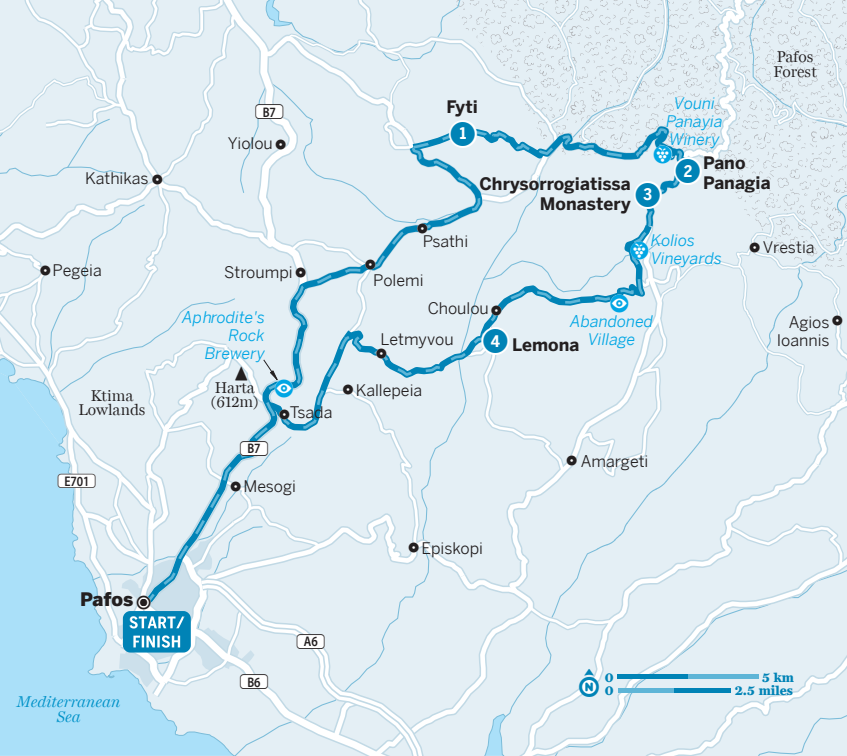 Pafos
Forest
Fyti
1
Vouni
Panayia
Winery
B7
Yiolou
2
Pano
Panagia
Kathikas
Chrysorrogiatissa
Monastery
3
Psathi
Kolios
Vineyards
Vrestia
Pegeia
Stroumpi
Polemi
Choulou
Abandoned
Village
Agios
Ioannis
Aphrodite's
Rock
Brewery
Letmyvou
4
Lemona
Harta
(612m)
Kallepeia
Ktima
Lowlands
Tsada
B7
Amargeti
E701
Mesogi
Episkopi
Pafos
START/
FINISH
A6
B6
N
0 5 km
0 2.5 miles
Mediterranean
Sea